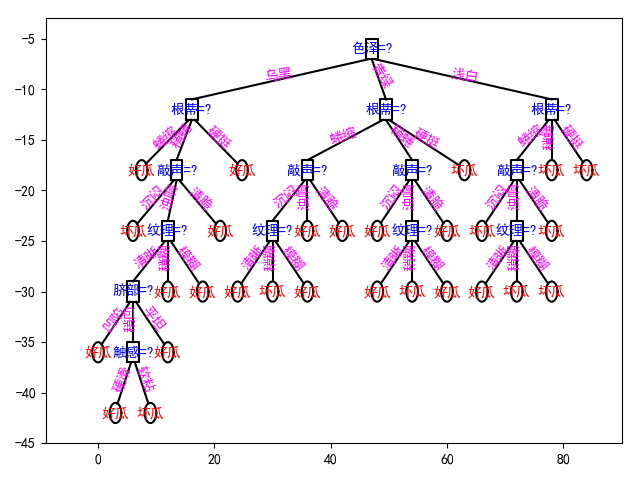 色泽=?
乌黑 青绿 浅白
根蒂=? 根蒂=? 根蒂=?
蜷缩 稍蜷 硬挺 蜷缩 稍蜷 硬挺 蜷缩 稍蜷 硬挺
好瓜 敲声=? 好瓜 敲声=? 敲声=? 坏瓜 敲声=? 坏瓜 坏瓜
沉闷 浊响 清脆 沉闷 浊响 清脆 沉闷 浊响 清脆 沉闷 浊响 清脆
坏瓜 纹理=? 好瓜 纹理=? 好瓜 好瓜 好瓜 纹理=? 好瓜 坏瓜 纹理=? 坏瓜
清晰 稍糊 模糊 清晰 稍糊 模糊 清晰 稍糊 模糊 清晰 稍糊 模糊
脐部=? 好瓜 好瓜 好瓜 坏瓜 好瓜 好瓜 坏瓜 好瓜 好瓜 坏瓜 坏瓜
凹陷 稍凹 平坦
好瓜 触感=? 好瓜
硬滑 软粘
好瓜 坏瓜
−5
−10
−15
−20
−25
−30
−35
−40
−45
0 20 40 60 80